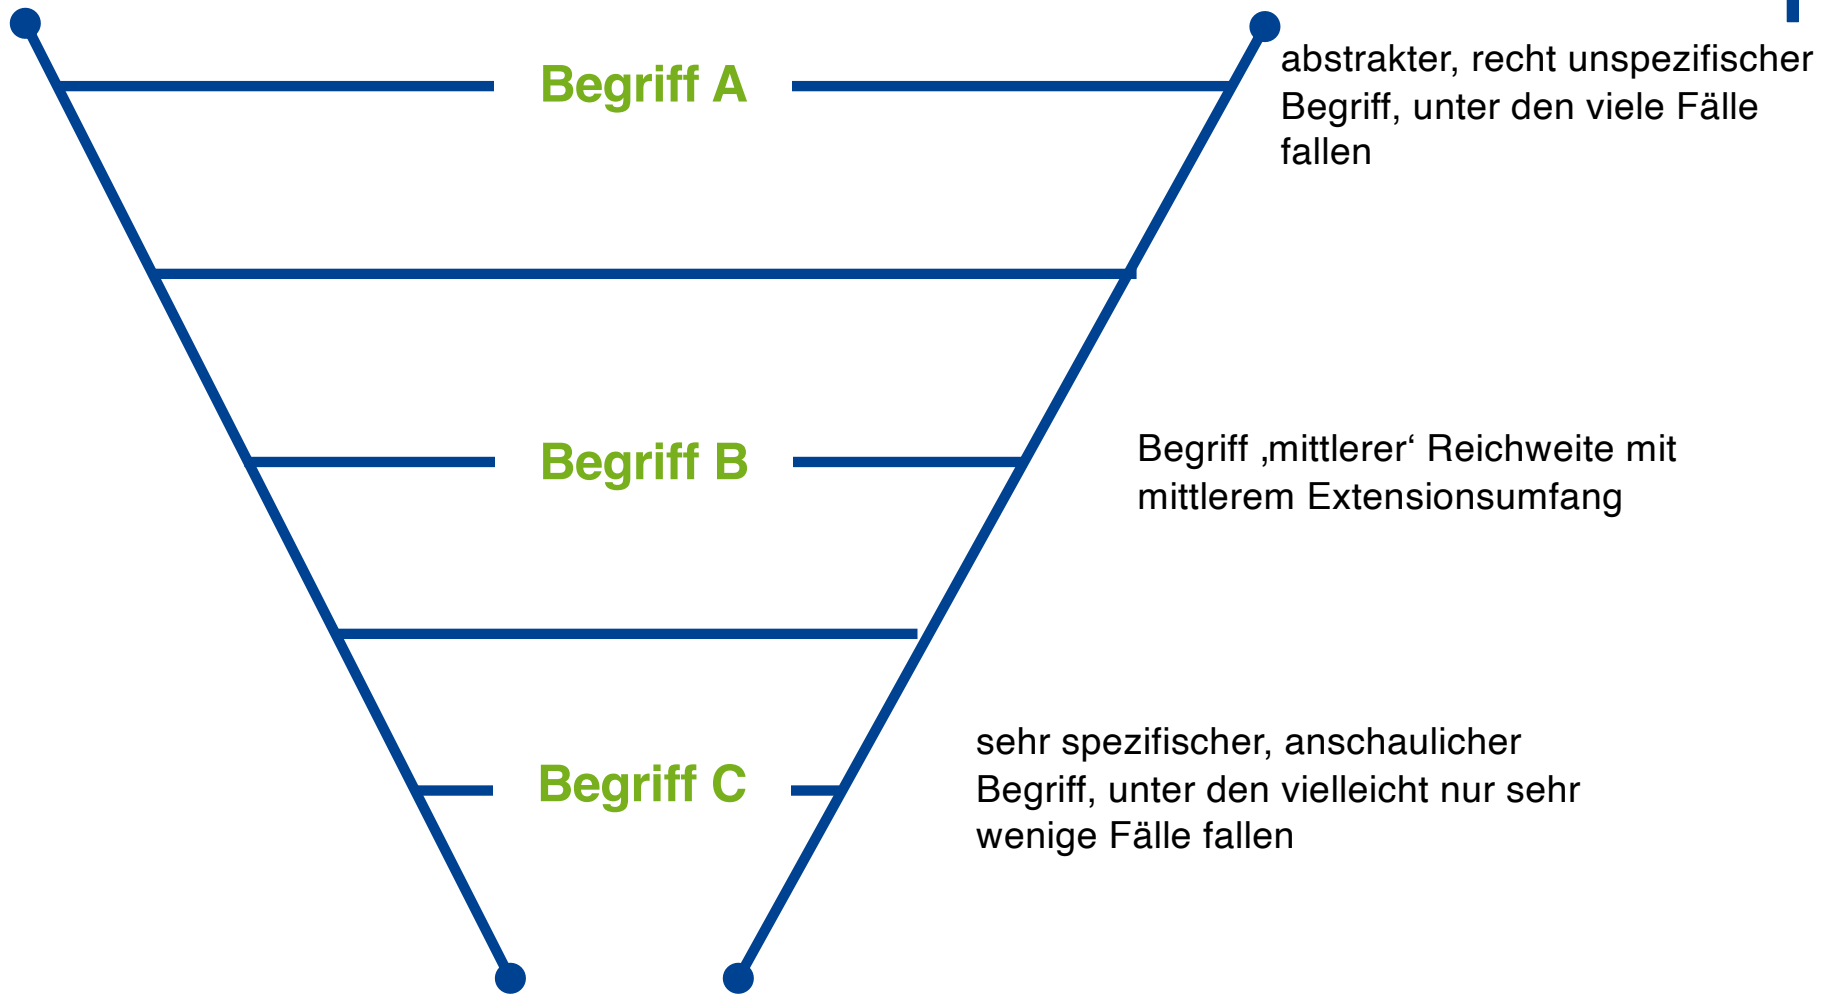 Begriff A
abstrakter, recht unspezifischer
Begriff, unter den viele Fälle
fallen
Begriff B
Begriff ‚mittlerer‘ Reichweite mit
mittlerem Extensionsumfang
Begriff C
sehr spezifischer, anschaulicher
Begriff, unter den vielleicht nur sehr
wenige Fälle fallen